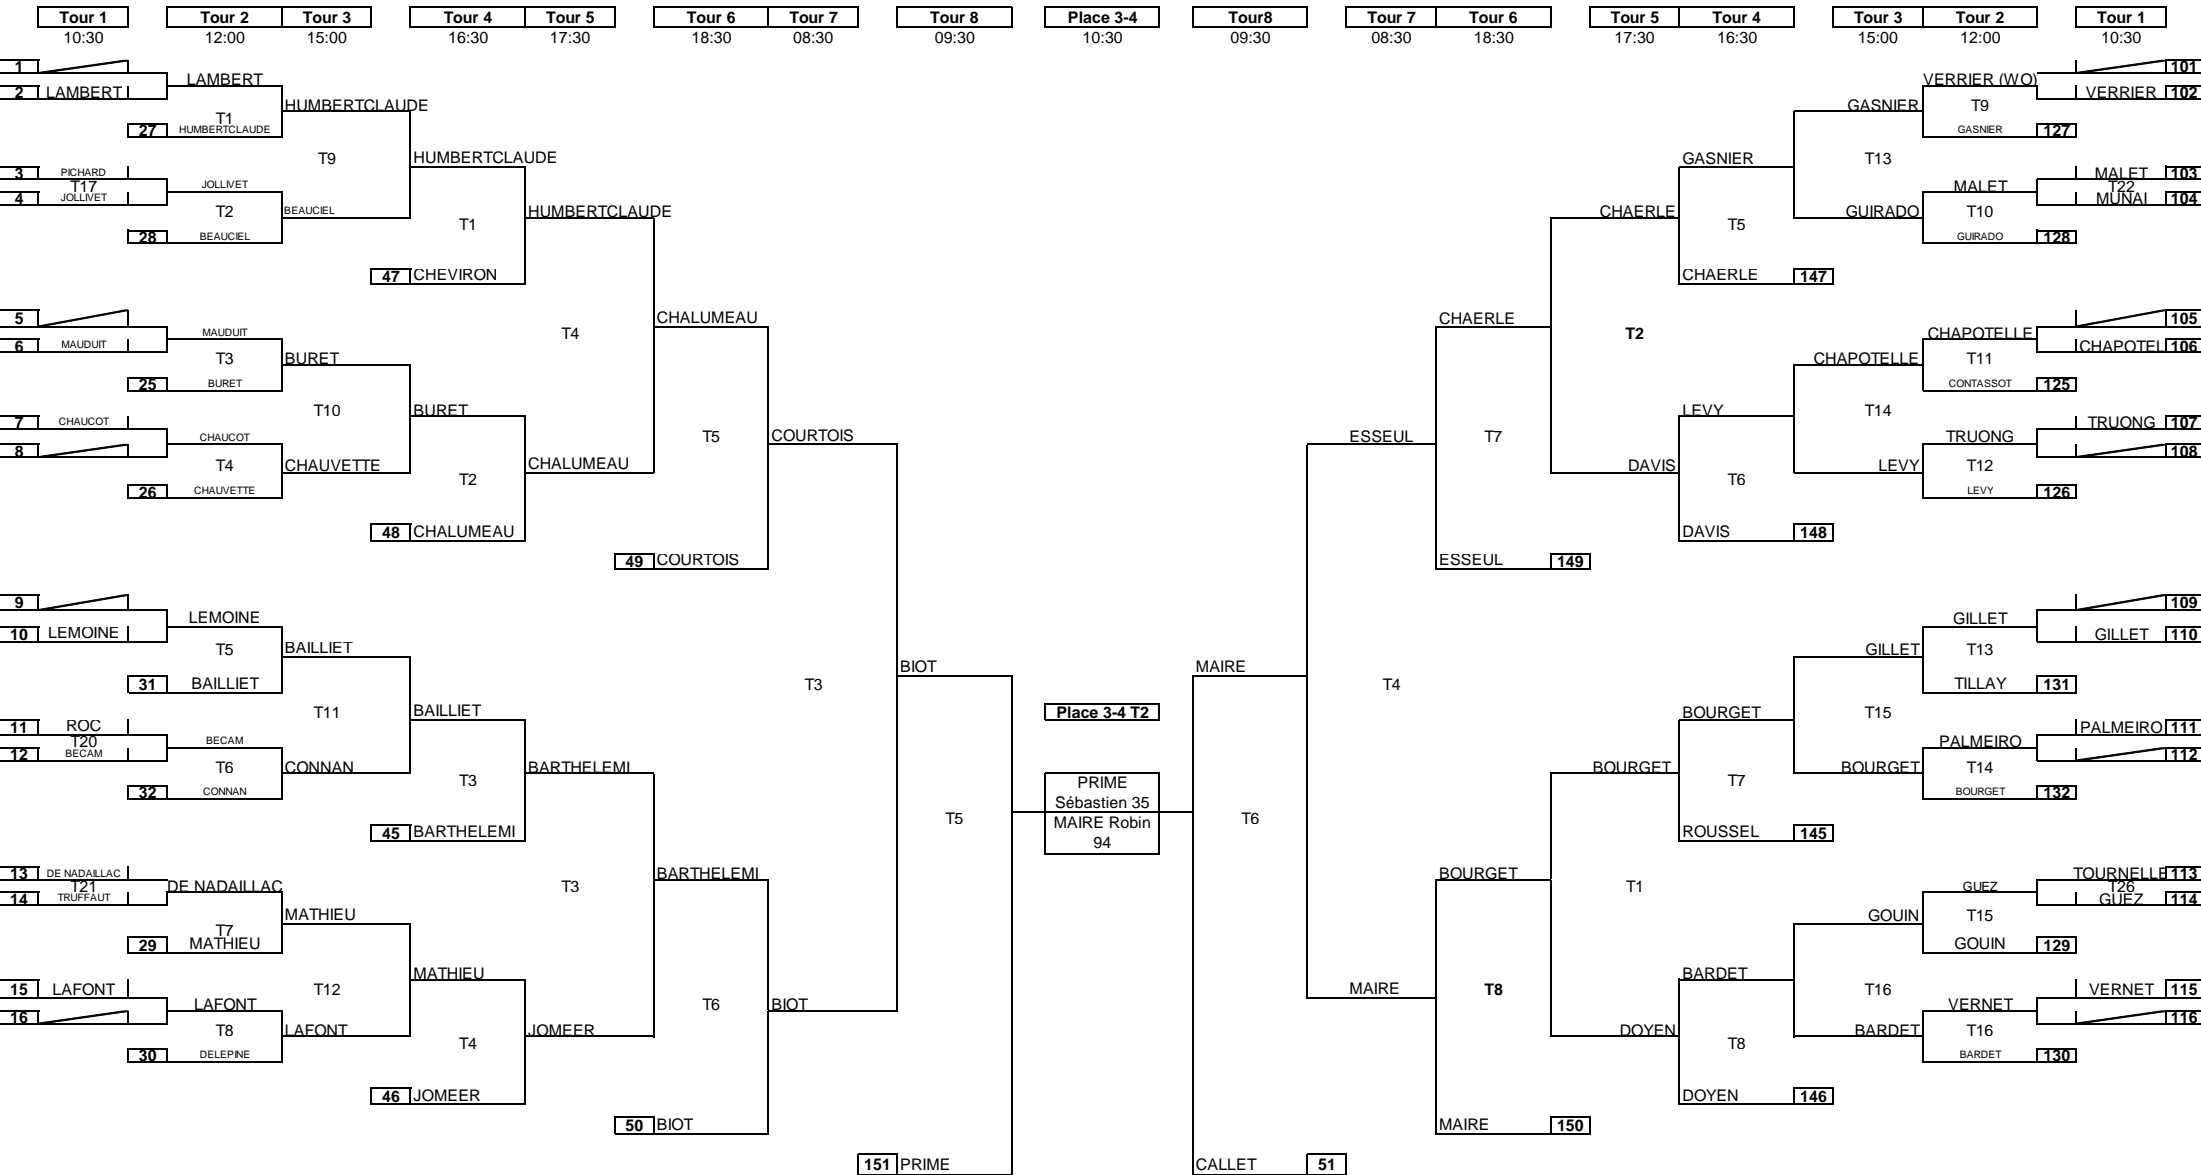 Tour 1 Tour 2 Tour 3 Tour 4 Tour 5 Tour 6 Tour 7 Tour 8 Place 3-4 Tour8 Tour 7 Tour 6 Tour 5 Tour 4 Tour 3 Tour 2 Tour 1
10:30 12:00 15:00 16:30 17:30 18:30 08:30 09:30 10:30 09:30 08:30 18:30 17:30 16:30 15:00 12:00 10:30
1 101
LAMBERT VERRIER (WO)
2 LAMBERT VERRIER 102
HUMBERTCLAUDE GASNIER T9
T1
27 HUMBERTCLAUDE GASNIER 127
T9 HUMBERTCLAUDE GASNIER T13
3 PICHARD MALET 103
T17 JOLLIVET MALET T22
4 JOLLIVET MUNAI 104
T2 BEAUCIEL HUMBERTCLAUDE CHAERLE GUIRADO T10
T1 T5
28 BEAUCIEL GUIRADO 128
47 CHEVIRON CHAERLE 147
5 CHALUMEAU CHAERLE 105
MAUDUIT T4 T2 CHAPOTELLE
6 MAUDUIT CHAPOTEL 106
T3 BURET CHAPOTELLE T11
25 BURET CONTASSOT 125
T10 BURET LEVY T14
7 CHAUCOT TRUONG 107
CHAUCOT T5 COURTOIS ESSEUL T7 TRUONG
8 108
T4 CHAUVETTE CHALUMEAU DAVIS LEVY T12
T2 T6
26 CHAUVETTE LEVY 126
48 CHALUMEAU DAVIS 148
49 COURTOIS ESSEUL 149
9 109
LEMOINE GILLET
10 LEMOINE GILLET 110
T5 BAILLIET GILLET T13
BIOT MAIRE
31 BAILLIET T3 T4 TILLAY 131
T11 BAILLIET Place 3-4 T2 BOURGET T15
11 ROC PALMEIRO 111
T20 BECAM PALMEIRO
12 BECAM 112
T6 CONNAN BARTHELEMI BOURGET BOURGET T14
T3 PRIME T7
32 CONNAN BOURGET 132
Sébastien 35
T5 MAIRE Robin T6
45 BARTHELEMI ROUSSEL 145
94
13 DE NADAILLAC BARTHELEMI BOURGET TOURNELLE 113
T21 DE NADAILLAC T3 T1 GUEZ T26
14 TRUFFAUT GUEZ 114
MATHIEU GOUIN T15
T7
29 MATHIEU GOUIN 129
MATHIEU BARDET
15 LAFONT T12 MAIRE T8 T16 VERNET 115
LAFONT T6 BIOT VERNET
16 116
T8 LAFONT JOMEER DOYEN BARDET T16
T4 T8
30 DELEPINE BARDET 130
46 JOMEER DOYEN 146
50 BIOT MAIRE 150
151 PRIME CALLET 51